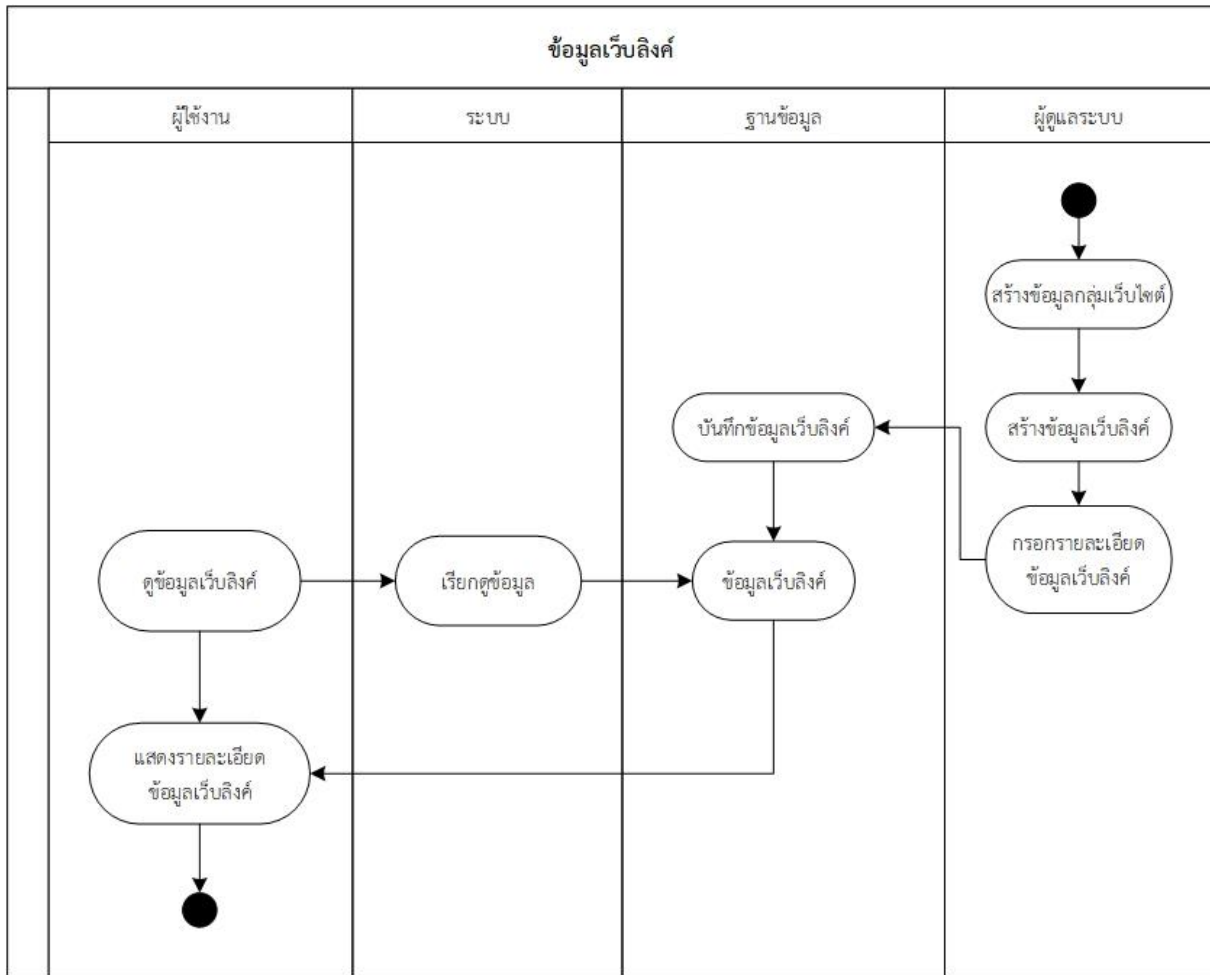 ข้อมูลเว็บลิงค์
ผู้ใช้งาน
ระบบ
ฐานข้อมูล
ผู้ดูแลระบบ
สร้างข้อมูลกลุ่มเว็บไซต์
บันทึกข้อมูลเว็บลิงค์
สร้างข้อมูลเว็บลิงค์
กรอกรายละเอียด
ข้อมูลเว็บลิงค์
ดูข้อมูลเว็บลิงค์
เรียกดูข้อมูล
ข้อมูลเว็บลิงค์
แสดงรายละเอียด
ข้อมูลเว็บลิงค์